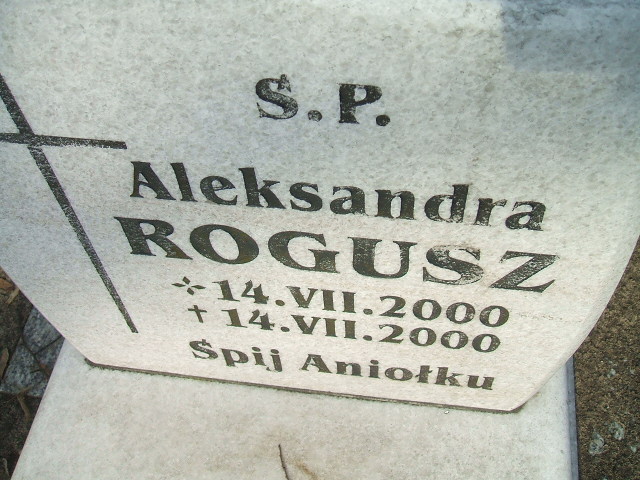 Ś.P.
Aleksandra
ROGUSZ
14.VII.2000
† 14.VII.2000
Śpij Aniołku